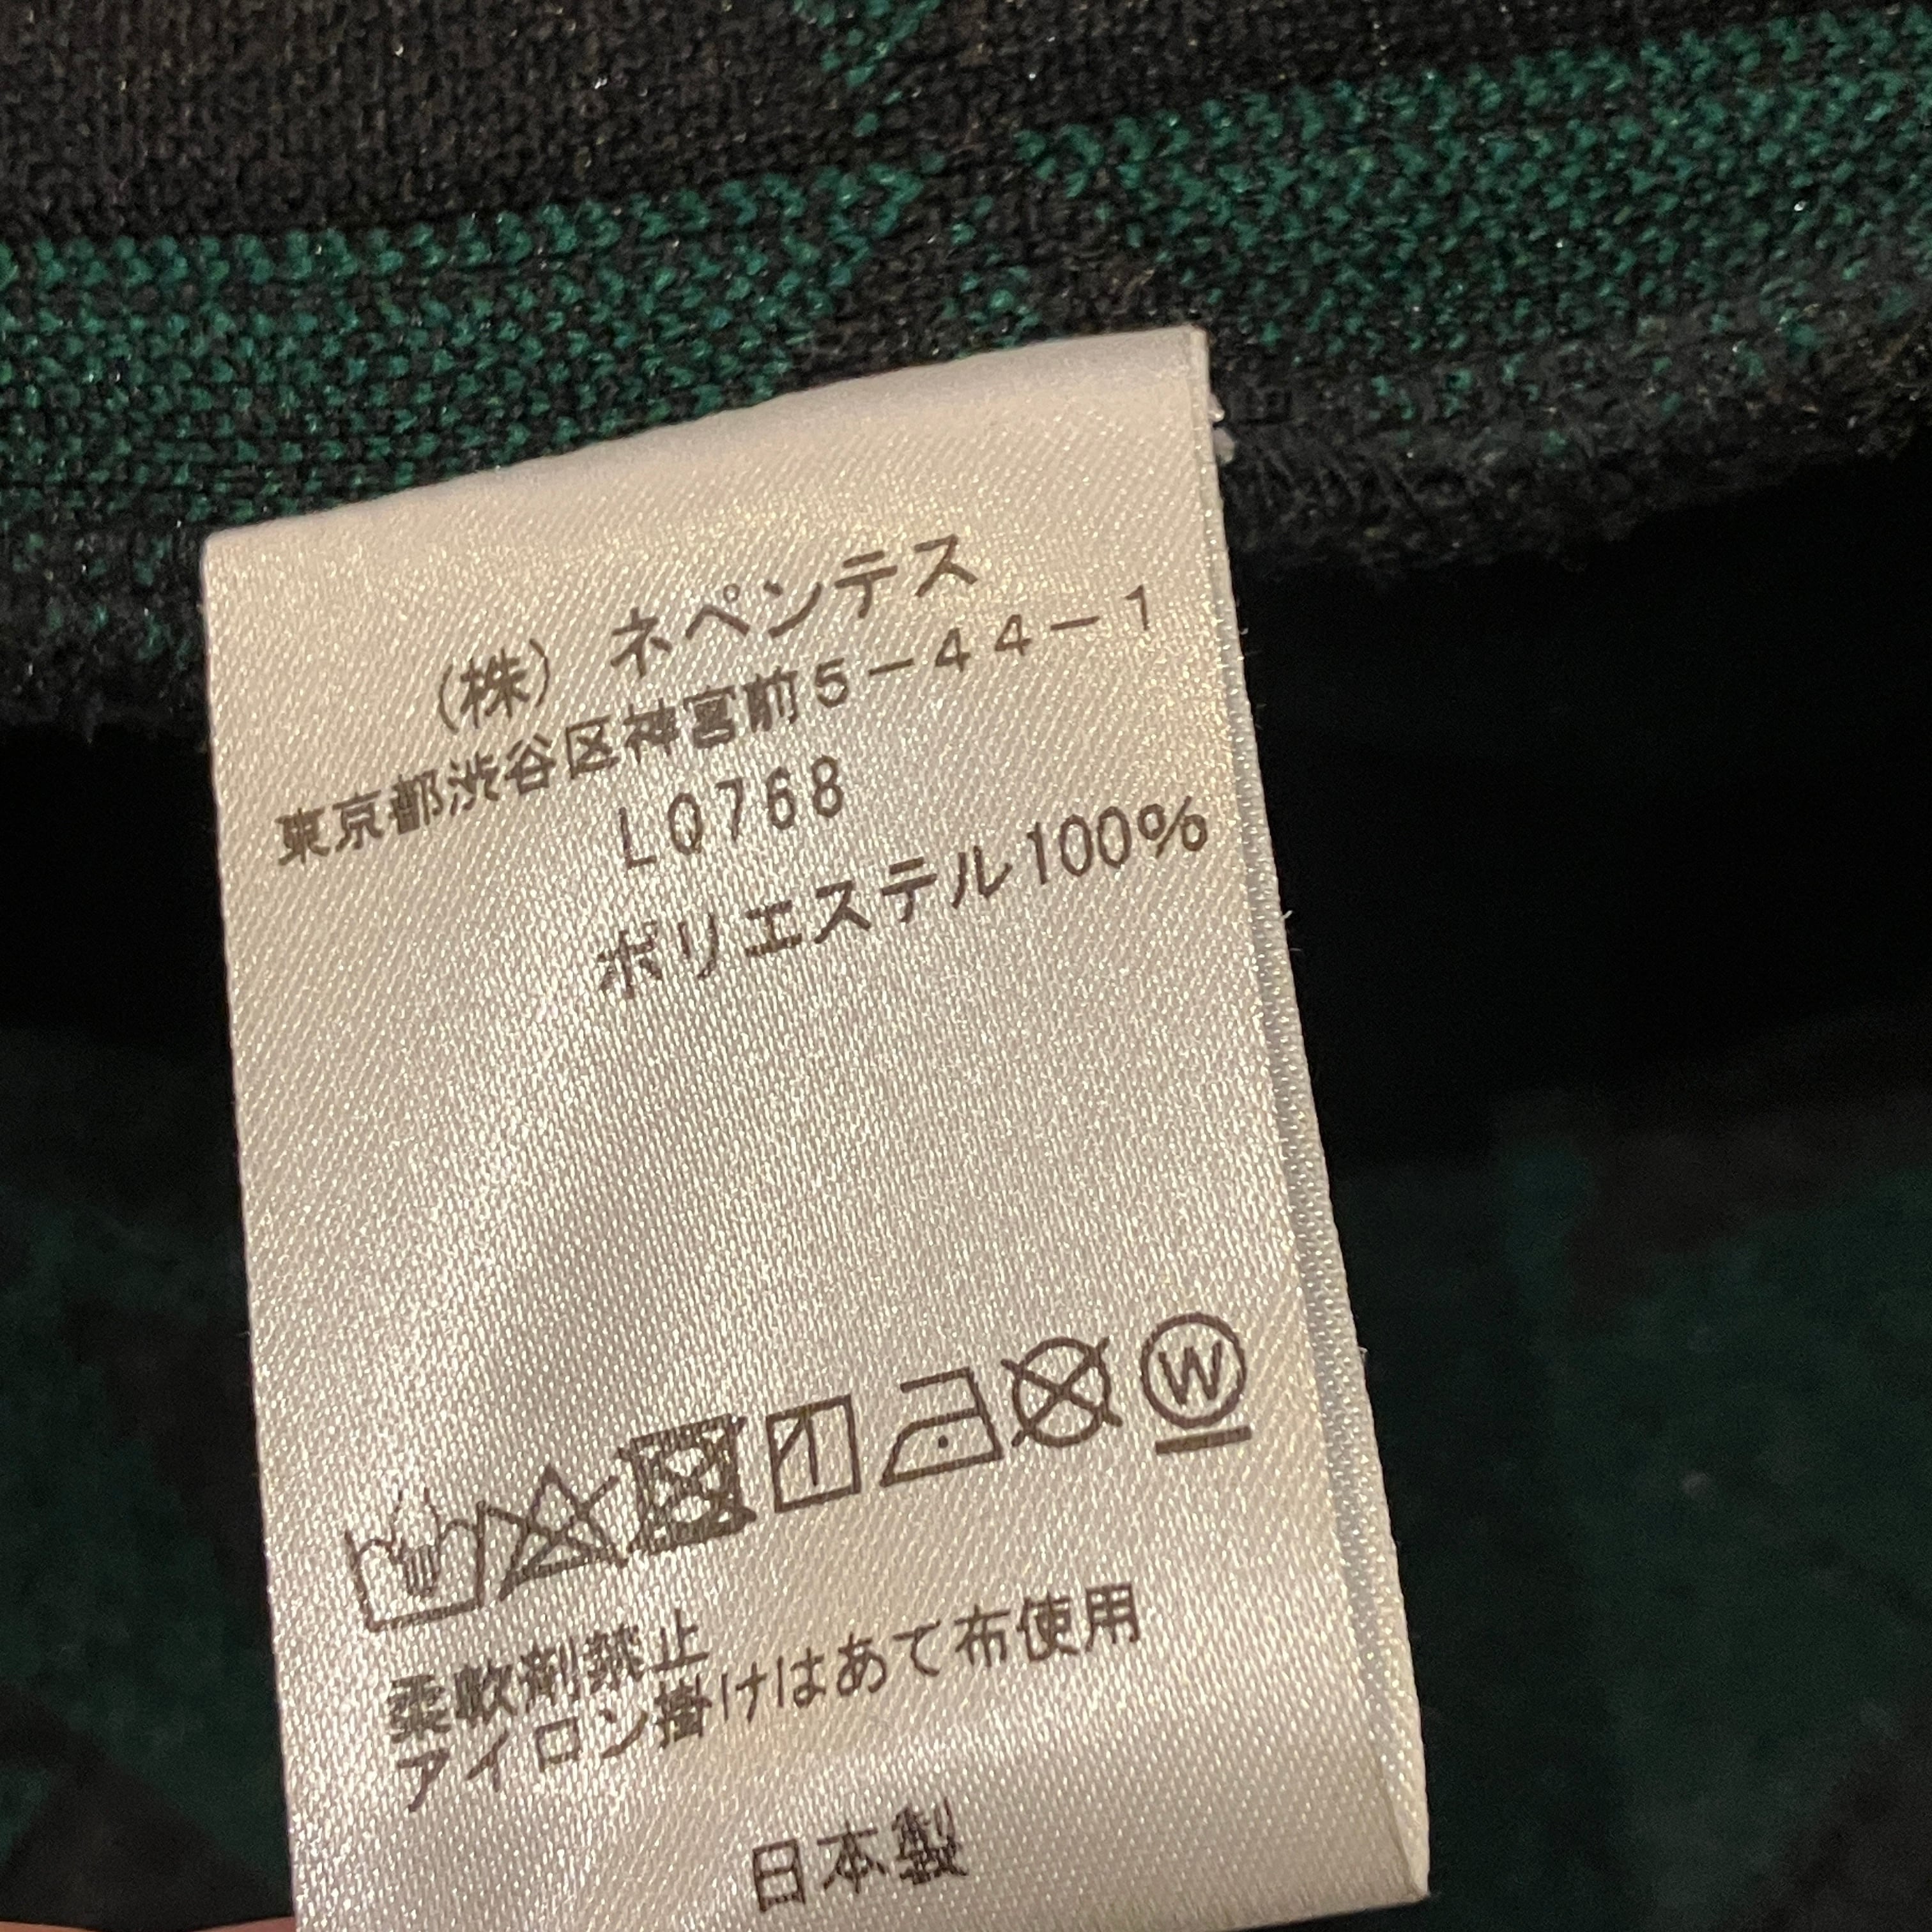 (株) ネペンテス
東京都渋谷区神宮前5-44-1
LQ768
ポリエステル100%
W
柔軟剤禁止
アイロン掛けはあて布使用
日本製